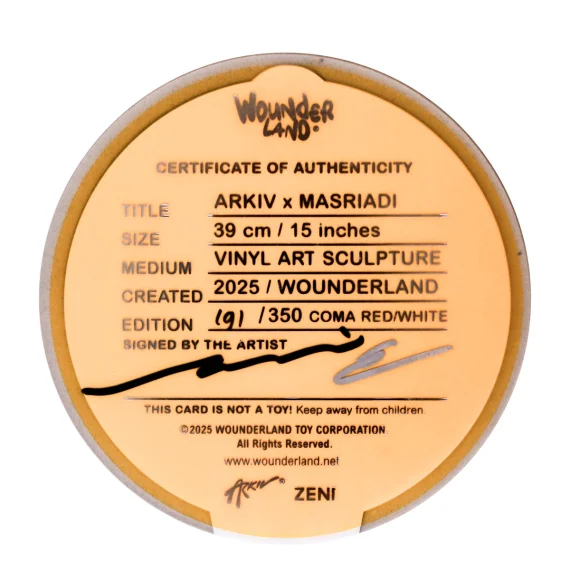 WOUNDER
LAND®
CERTIFICATE OF AUTHENTICITY
TITLE ARKIV x MASRIADI
SIZE 39 cm / 15 inches
MEDIUM VINYL ART SCULPTURE
CREATED 2025 / WOUNDERLAND
EDITION 191 /350 COMA RED/WHITE
SIGNED BY THE ARTIST
THIS CARD IS NOT A TOY! Keep away from children
©2025 WOUNDERLAND TOY CORPORATION
All Rights Reserved.
www.wounderland.net
ARKIV® ZENI